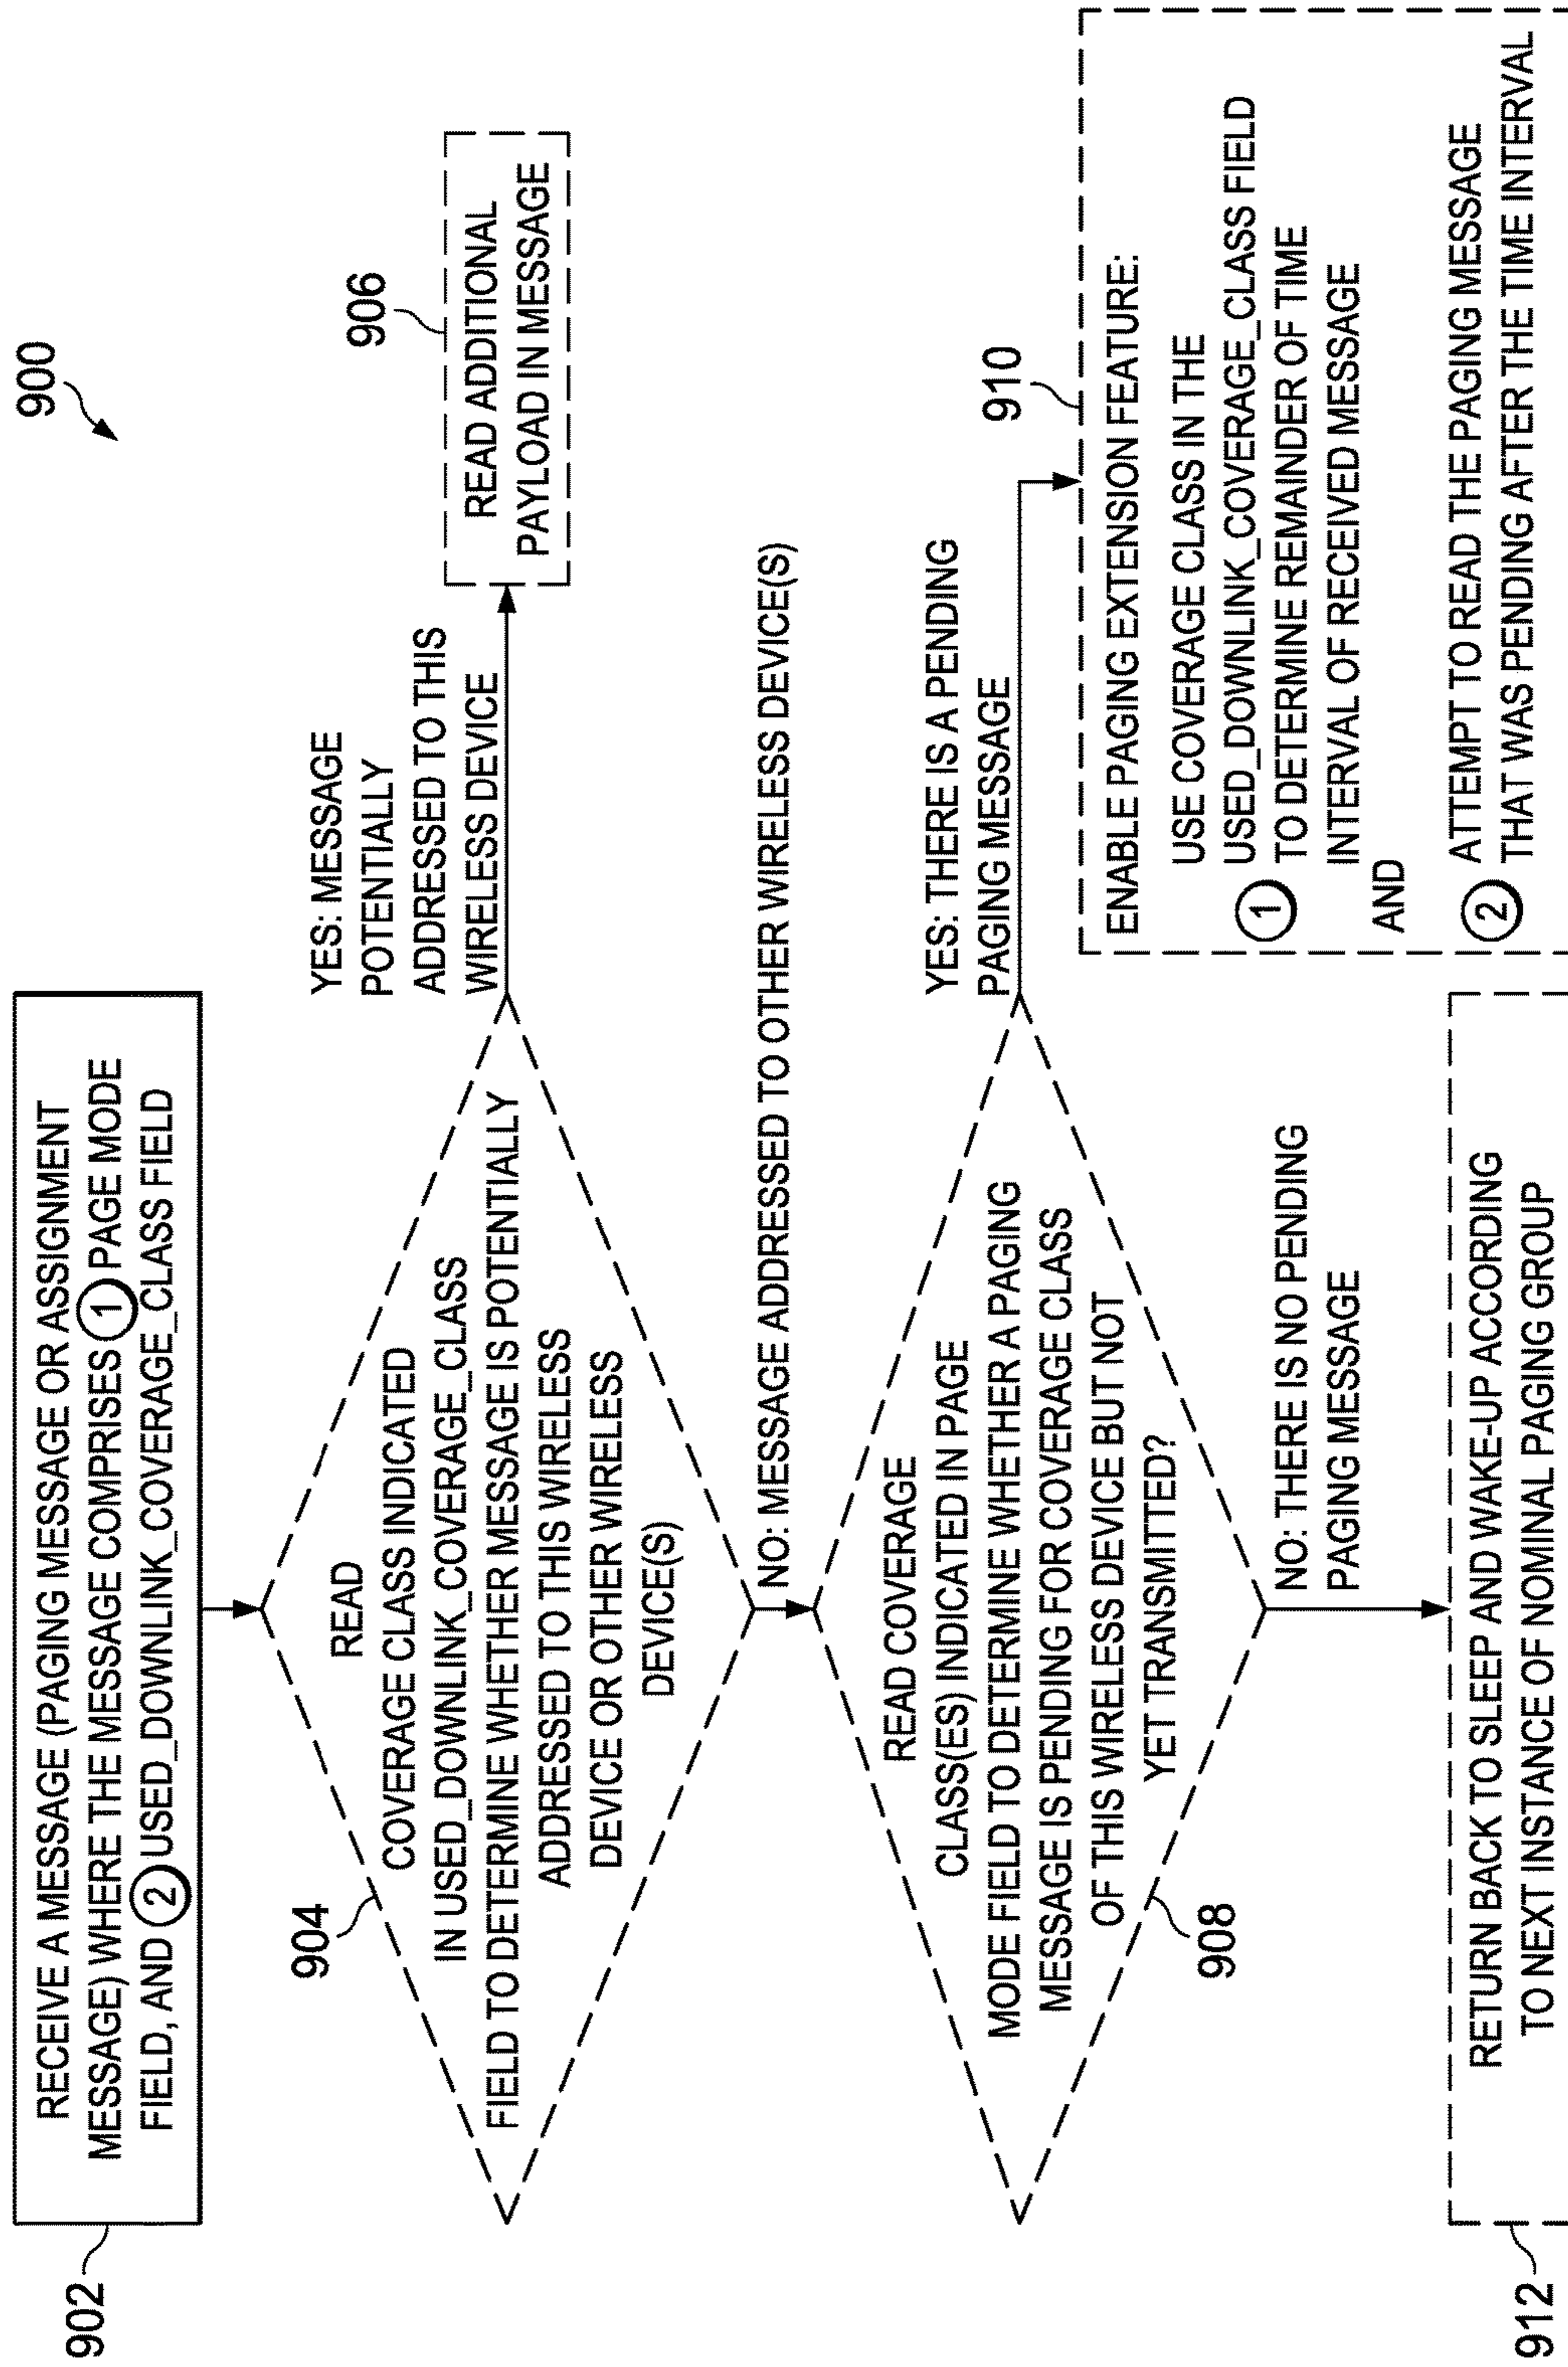 900
902
RECEIVE A MESSAGE (PAGING MESSAGE OR ASSIGNMENT
MESSAGE) WHERE THE MESSAGE COMPRISES 1 PAGE MODE
FIELD, AND 2 USED_DOWNLINK_COVERAGE_CLASS FIELD
904
READ
COVERAGE CLASS INDICATED
IN USED_DOWNLINK_COVERAGE_CLASS
FIELD TO DETERMINE WHETHER MESSAGE IS POTENTIALLY
ADDRESSED TO THIS WIRELESS
DEVICE OR OTHER WIRELESS
DEVICE(S)
YES: MESSAGE
POTENTIALLY
ADDRESSED TO THIS
WIRELESS DEVICE
906
READ ADDITIONAL
PAYLOAD IN MESSAGE
NO: MESSAGE ADDRESSED TO OTHER WIRELESS DEVICE(S)
READ COVERAGE
CLASS(ES) INDICATED IN PAGE
MODE FIELD TO DETERMINE WHETHER A PAGING
MESSAGE IS PENDING FOR COVERAGE CLASS
OF THIS WIRELESS DEVICE BUT NOT
YET TRANSMITTED?
908
YES: THERE IS A PENDING
PAGING MESSAGE
910
ENABLE PAGING EXTENSION FEATURE:
USE COVERAGE CLASS IN THE
USED_DOWNLINK_COVERAGE_CLASS FIELD
1 TO DETERMINE REMAINDER OF TIME
INTERVAL OF RECEIVED MESSAGE
AND
ATTEMPT TO READ THE PAGING MESSAGE
2 THAT WAS PENDING AFTER THE TIME INTERVAL
NO: THERE IS NO PENDING
PAGING MESSAGE
912
RETURN BACK TO SLEEP AND WAKE-UP ACCORDING
TO NEXT INSTANCE OF NOMINAL PAGING GROUP